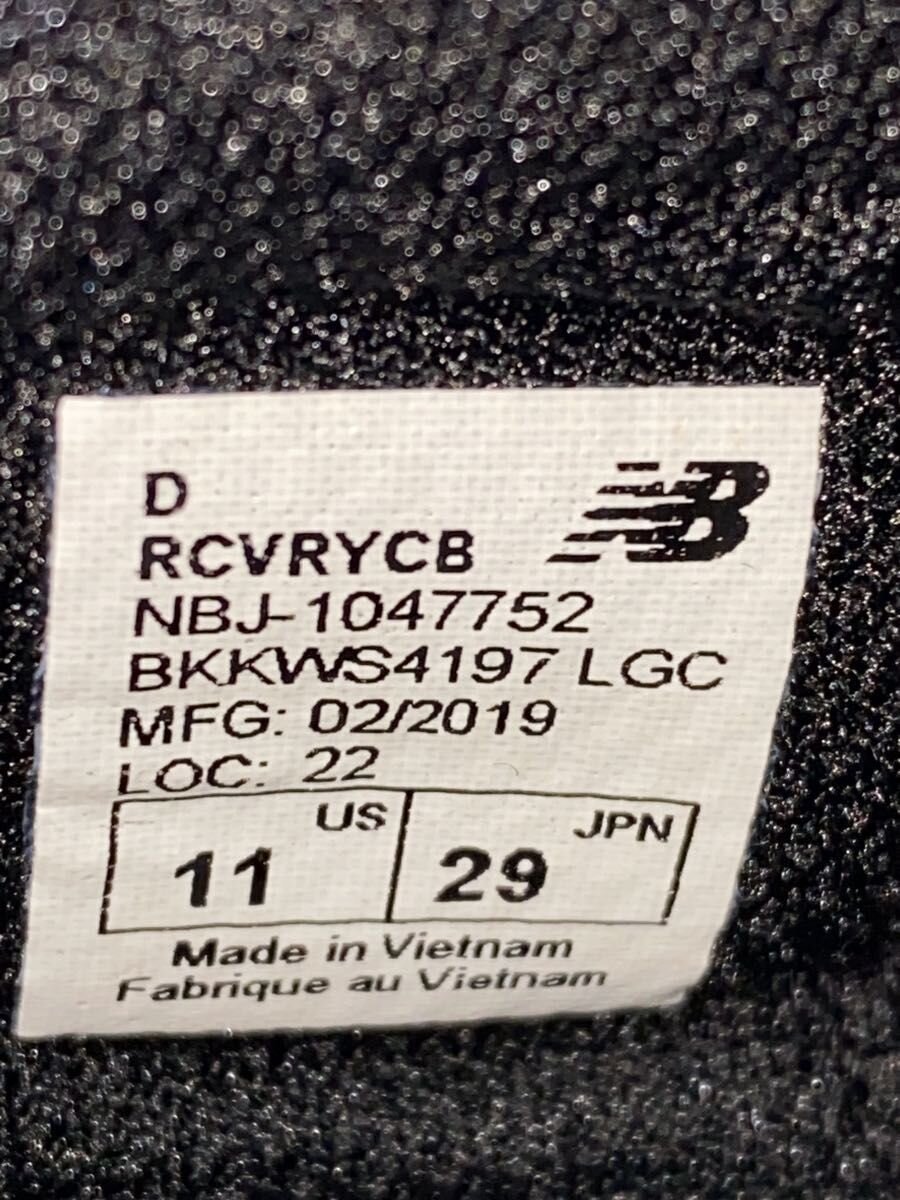 D
NB
RCVRYCB
NBJ-1047752
BKKWS4197 LGC
MFG: 02/2019
LOC: 22
US JPN
11 29
Made in Vietnam
Fabrique au Vietnam